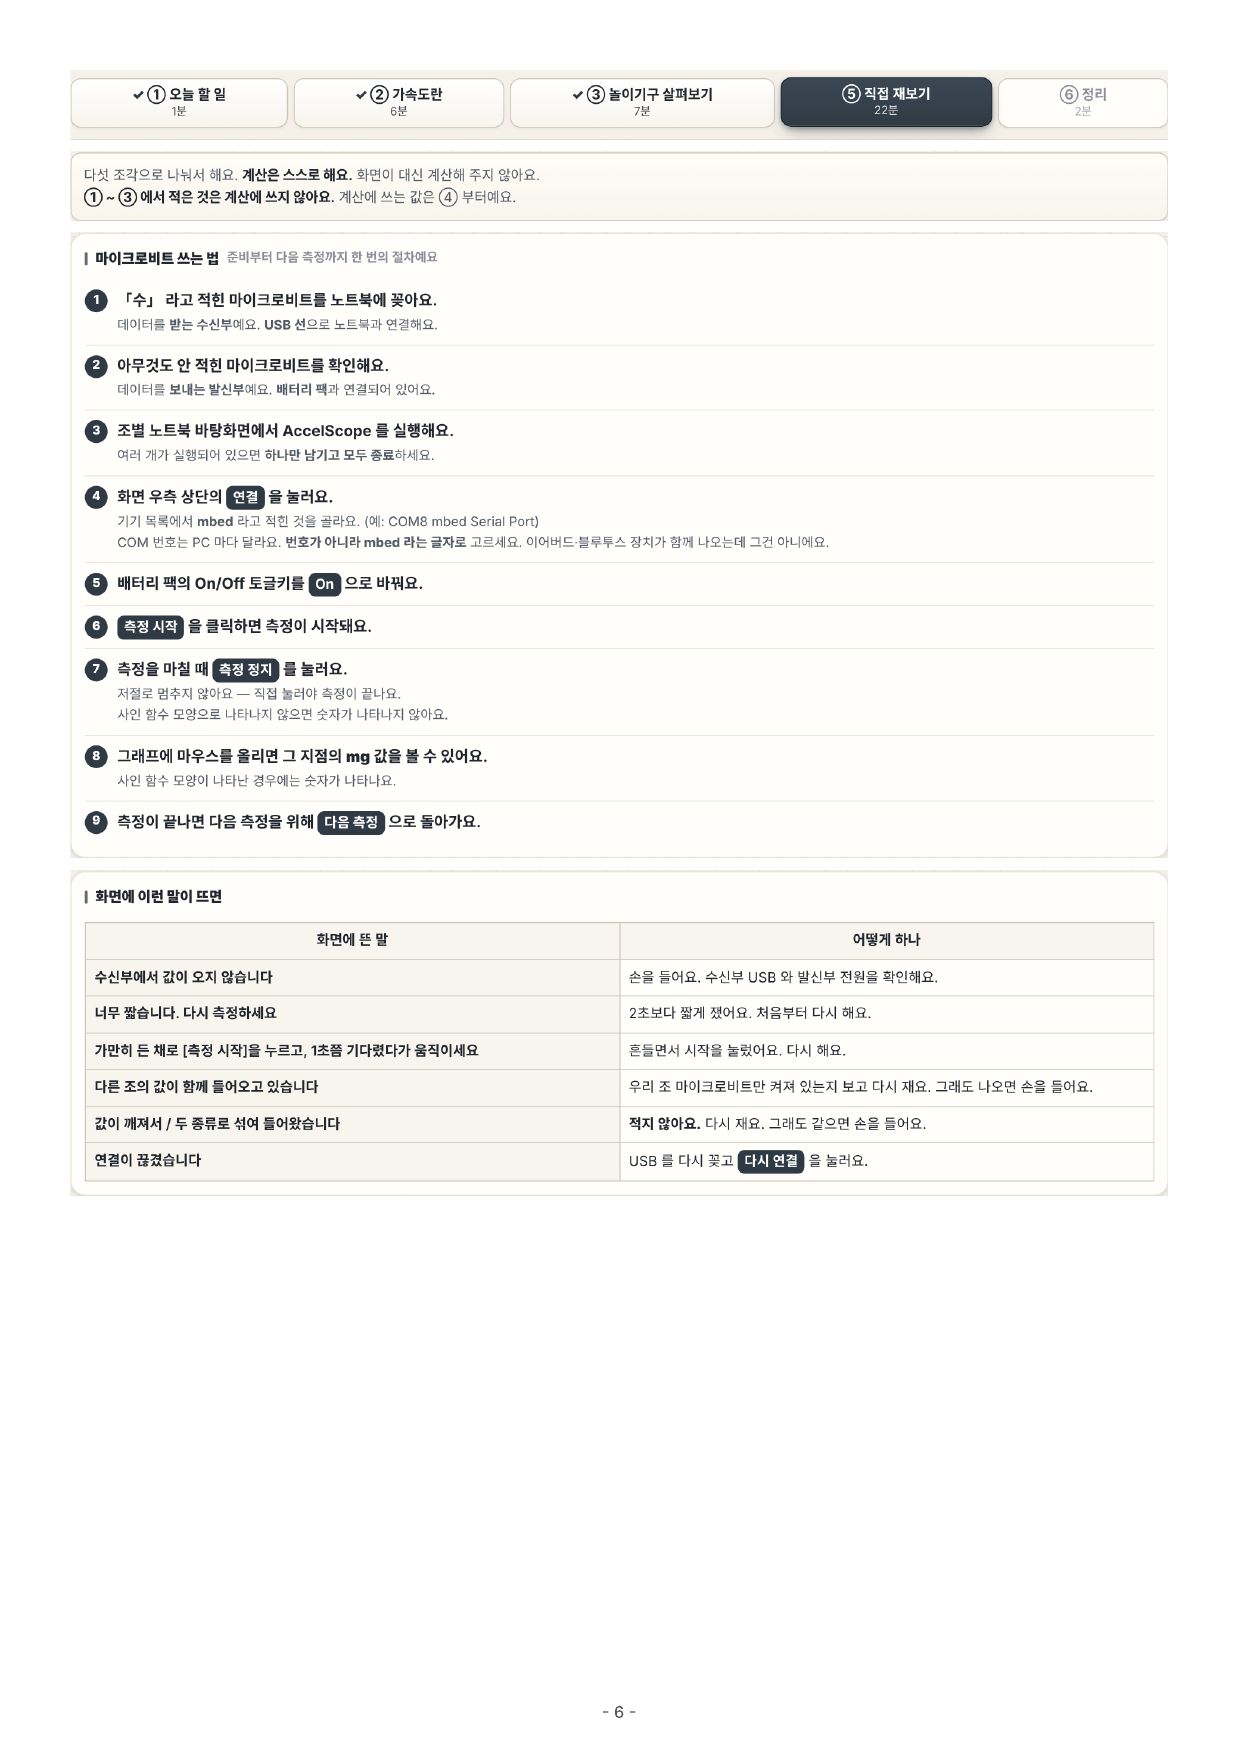 ✓ ① 오늘 할 일
1분
✓ ② 가속도란
6분
✓ ③ 놀이기구 살펴보기
7분
⑤ 직접 재보기
22분
⑥ 정리
2분
다섯 조각으로 나눠서 해요. 계산은 스스로 해요. 화면이 대신 계산해 주지 않아요.
① ~ ③ 에서 적은 것은 계산에 쓰지 않아요. 계산에 쓰는 값은 ④ 부터예요.
마이크로비트 쓰는 법 준비부터 다음 측정까지 한 번의 절차예요
1 「수」 라고 적힌 마이크로비트를 노트북에 꽂아요.
데이터를 받는 수신부예요. USB 선으로 노트북과 연결해요.
2 아무것도 안 적힌 마이크로비트를 확인해요.
데이터를 보내는 발신부예요. 배터리 팩과 연결되어 있어요.
3 조별 노트북 바탕화면에서 AccelScope 를 실행해요.
여러 개가 실행되어 있으면 하나만 남기고 모두 종료하세요.
4 화면 우측 상단의 연결 을 눌러요.
기기 목록에서 mbed 라고 적힌 것을 골라요. (예: COM8 mbed Serial Port)
COM 번호는 PC 마다 달라요. 번호가 아니라 mbed 라는 글자로 고르세요. 이어버드·블루투스 장치가 함께 나오는데 그건 아니에요.
5 배터리 팩의 On/Off 토글키를 On 으로 바꿔요.
6 측정 시작 을 클릭하면 측정이 시작돼요.
7 측정을 마칠 때 측정 정지 를 눌러요.
저절로 멈추지 않아요 — 직접 눌러야 측정이 끝나요.
사인 함수 모양으로 나타나지 않으면 숫자가 나타나지 않아요.
8 그래프에 마우스를 올리면 그 지점의 mg 값을 볼 수 있어요.
사인 함수 모양이 나타난 경우에는 숫자가 나타나요.
9 측정이 끝나면 다음 측정을 위해 다음 측정 으로 돌아가요.
화면에 이런 말이 뜨면
화면에 뜬 말 어떻게 하나
수신부에서 값이 오지 않습니다 손을 들어요. 수신부 USB 와 발신부 전원을 확인해요.
너무 짧습니다. 다시 측정하세요 2초보다 짧게 쟀어요. 처음부터 다시 해요.
가만히 든 채로 [측정 시작]을 누르고, 1초쯤 기다렸다가 움직이세요 흔들면서 시작을 눌렀어요. 다시 해요.
다른 조의 값이 함께 들어오고 있습니다 우리 조 마이크로비트만 켜져 있는지 보고 다시 재요. 그래도 나오면 손을 들어요.
값이 깨져서 / 두 종류로 섞여 들어왔습니다 적지 않아요. 다시 재요. 그래도 같으면 손을 들어요.
연결이 끊겼습니다 USB 를 다시 꽂고 다시 연결 을 눌러요.
- 6 -